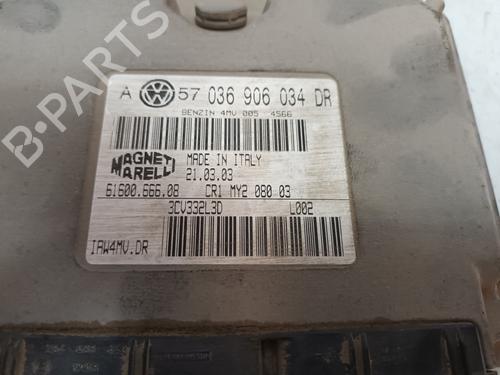 A VW 57 036 906 034 DR
BENZIN 4MV 005 4566
MAGNETI
MARELLI
MADE IN ITALY
21.03.03
61600.666.08 CR1 MY2 080 03
3CV332L3D L002
IAW4MV.DR
B-PARTS